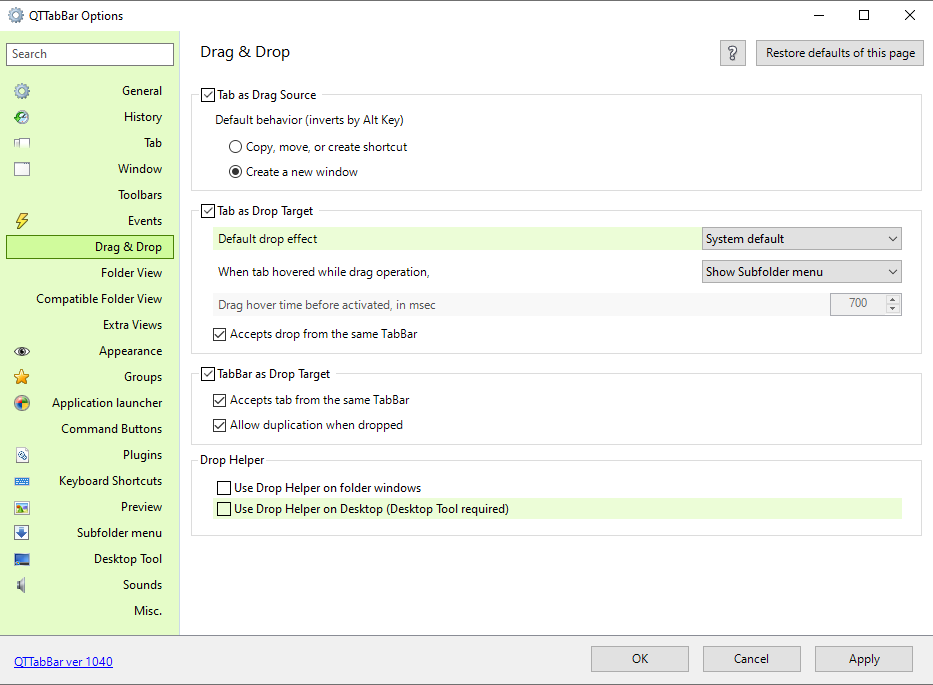 QTTabBar Options
Search
General
History
Tab
Window
Toolbars
Events
Drag & Drop
Folder View
Compatible Folder View
Extra Views
Appearance
Groups
Application launcher
Command Buttons
Plugins
Keyboard Shortcuts
Preview
Subfolder menu
Desktop Tool
Sounds
Misc.
Drag & Drop
?
Restore defaults of this page
Tab as Drag Source
Default behavior (inverts by Alt Key)
Copy, move, or create shortcut
Create a new window
Tab as Drop Target
Default drop effect System default
When tab hovered while drag operation, Show Subfolder menu
Drag hover time before activated, in msec 700
Accepts drop from the same TabBar
TabBar as Drop Target
Accepts tab from the same TabBar
Allow duplication when dropped
Drop Helper
Use Drop Helper on folder windows
Use Drop Helper on Desktop (Desktop Tool required)
QTTabBar ver 1040
OK Cancel Apply